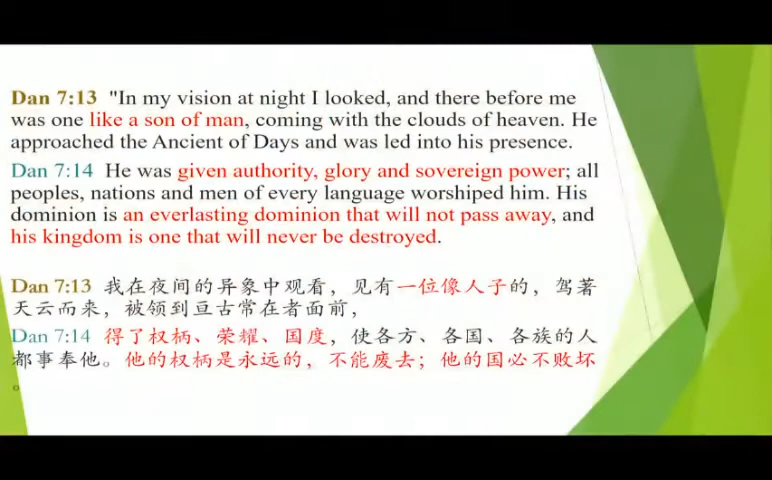 Dan 7:13 "In my vision at night I looked, and there before me
was one like a son of man, coming with the clouds of heaven. He
approached the Ancient of Days and was led into his presence.
Dan 7:14 He was given authority, glory and sovereign power; all
peoples, nations and men of every language worshiped him. His
dominion is an everlasting dominion that will not pass away, and
his kingdom is one that will never be destroyed.
Dan 7:13 我在夜间的异象中观看，见有一位像人子的，驾著
天云而来，被领到亘古常在者面前，
Dan 7:14 得了权柄、荣耀、国度，使各方、各国、各族的人
都事奉他。他的权柄是永远的，不能废去；他的国必不败坏
。